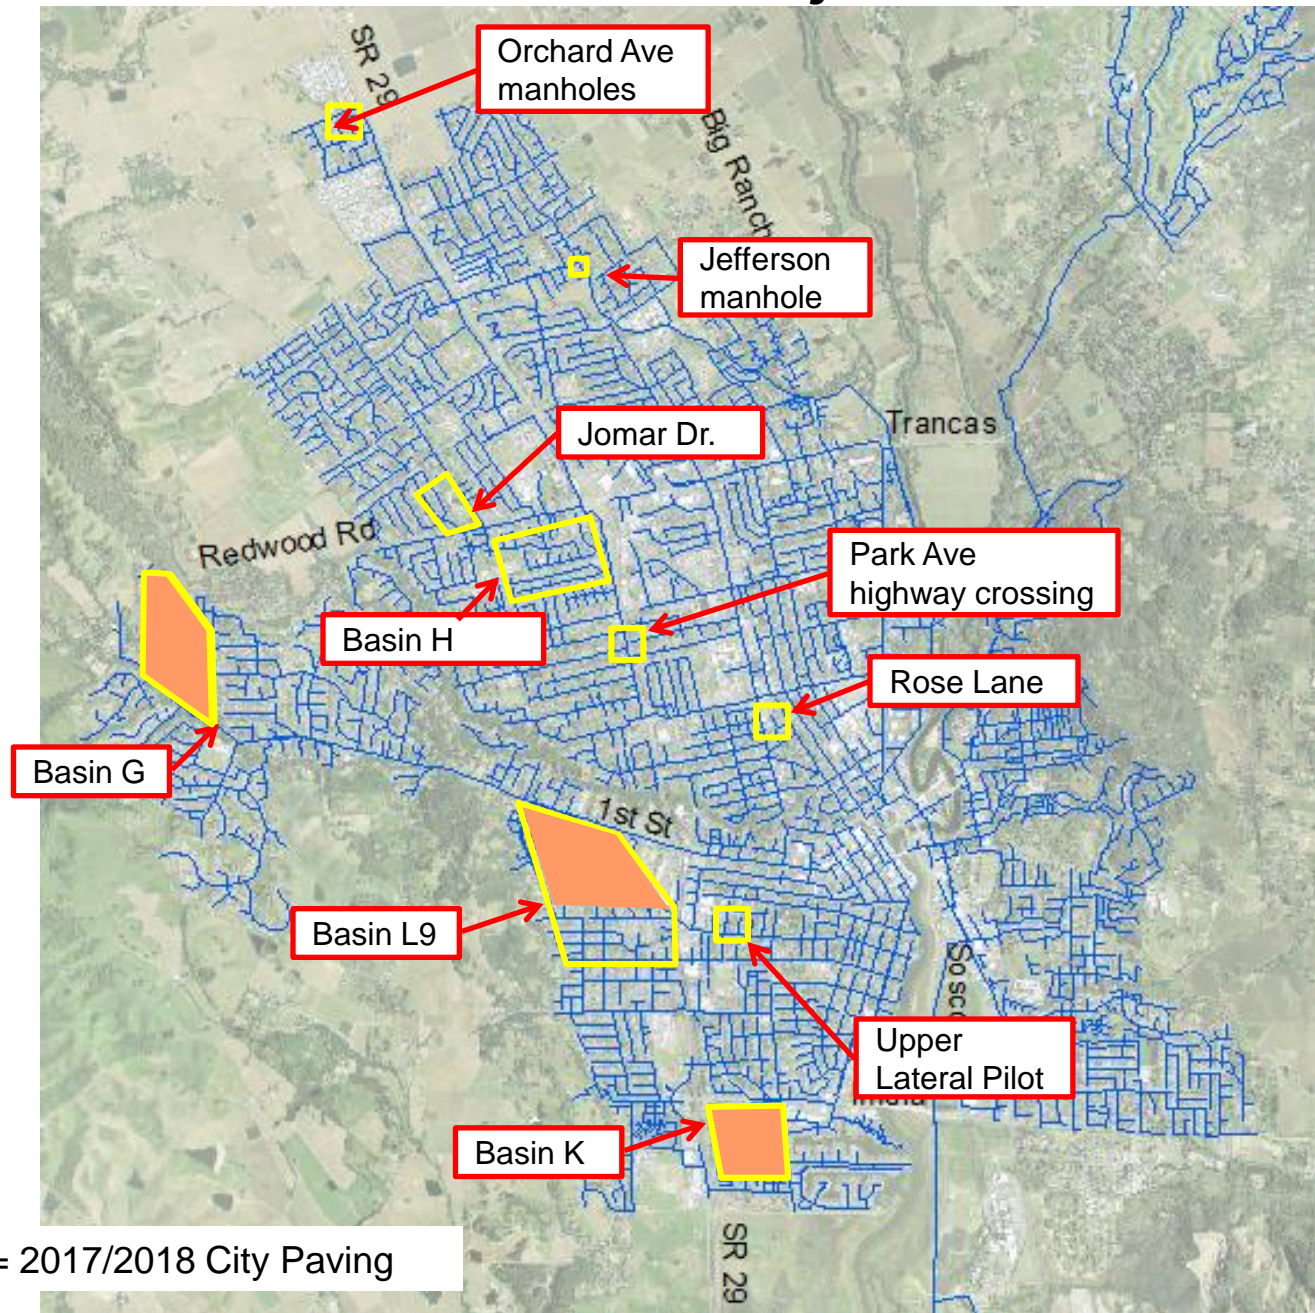 SR 29
Orchard Ave
manholes
Big Ranch
Jefferson
manhole
Jomar Dr.
Trancas
Redwood Rd
Park Ave
highway crossing
Basin H
Rose Lane
Basin G
1st St
Basin L9
Sosco
Upper
Lateral Pilot
Basin K
SR 29
= 2017/2018 City Paving